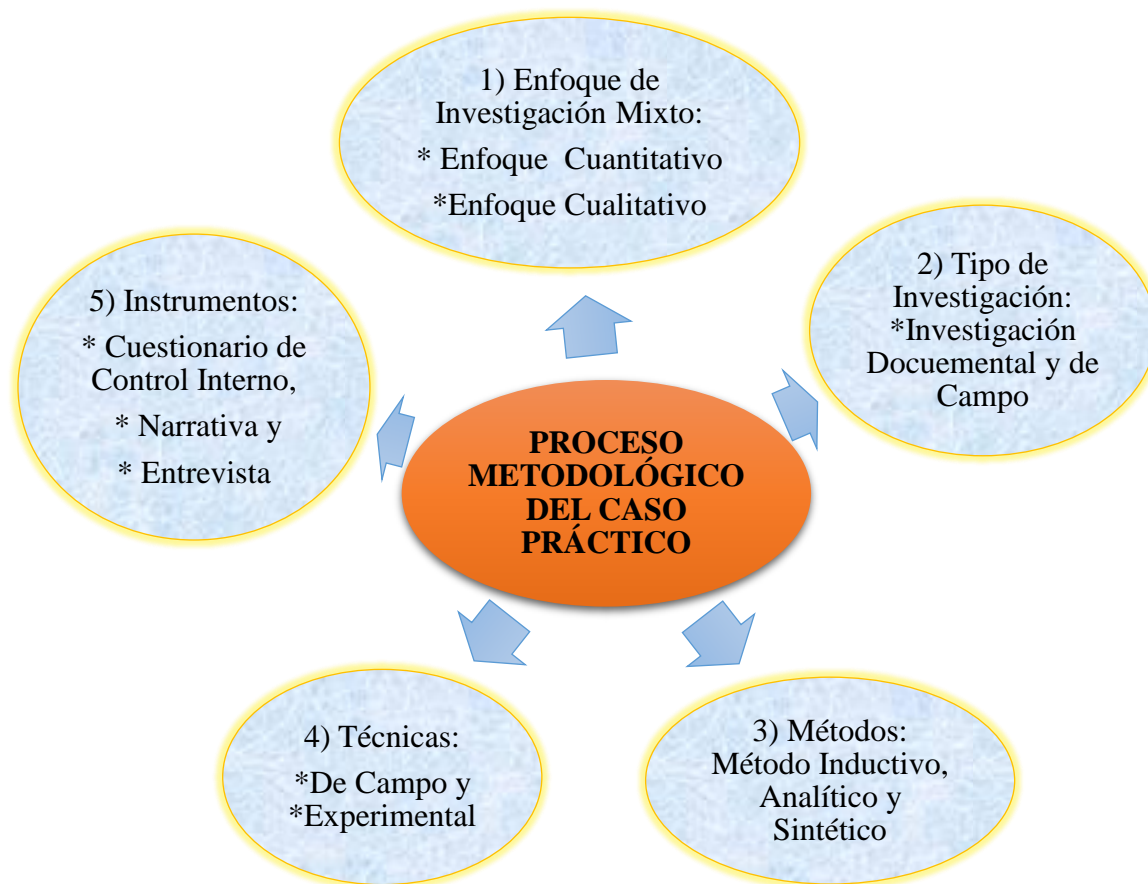 1) Enfoque de
Investigación Mixto:
* Enfoque Cuantitativo
*Enfoque Cualitativo
2) Tipo de
Investigación:
*Investigación
Docuemental y de
Campo
3) Métodos:
Método Inductivo,
Analítico y
Sintético
4) Técnicas:
*De Campo y
*Experimental
5) Instrumentos:
* Cuestionario de
Control Interno,
* Narrativa y
* Entrevista
PROCESO
METODOLÓGICO
DEL CASO
PRÁCTICO